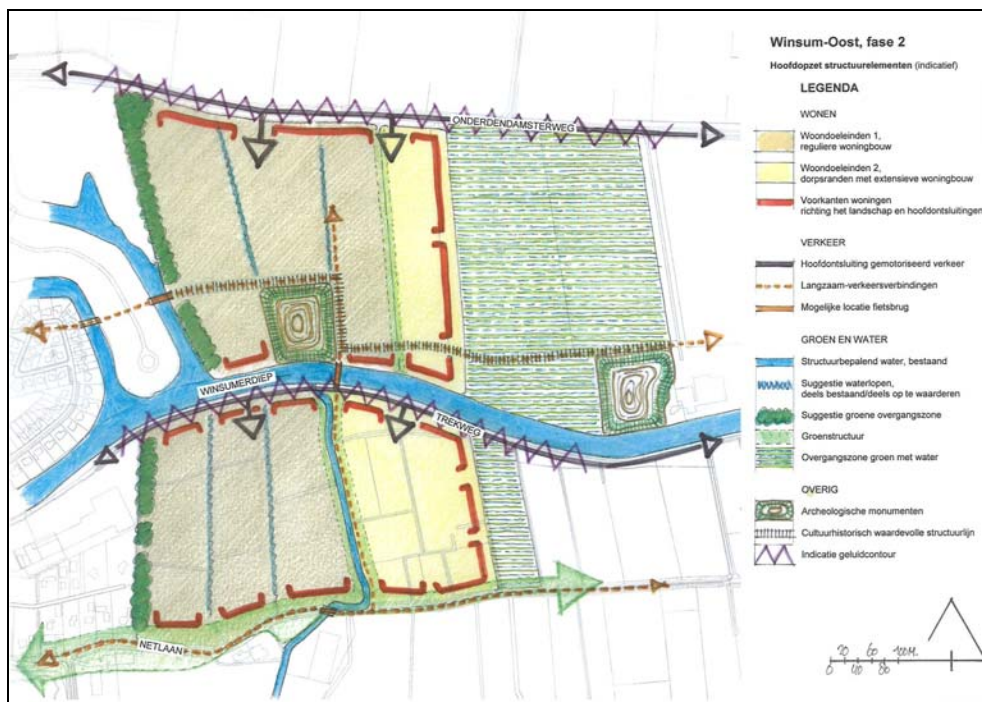 Winsum-Oost, fase 2
Hoofdopzet structuurelementen (indicatief)
LEGENDA
WONEN
Woondoeleinden 1,
reguliere woningbouw
Woondoeleinden 2,
dorpsranden met extensieve woningbouw
Voorkanten woningen
richting het landschap en hoofdontsluitingen
VERKEER
Hoofdontsluiting gemotoriseerd verkeer
Langzaam-verkeersverbindingen
Mogelijke locatie fietsbrug
GROEN EN WATER
Structuurbepalend water, bestaand
Suggestie waterlopen,
deels bestaand/deels op te waarderen
Suggestie groene overgangszone
Groenstructuur
Overgangszone groen met water
OVERIG
Archeologische monumenten
Cultuurhistorisch waardevolle structuurlijn
Indicatie geluidcontour
0 20 40 60 80 100M.
ONDERDENDAMSTERWEG
WINSUMERDIEP
TREKWEG
NETLAAN